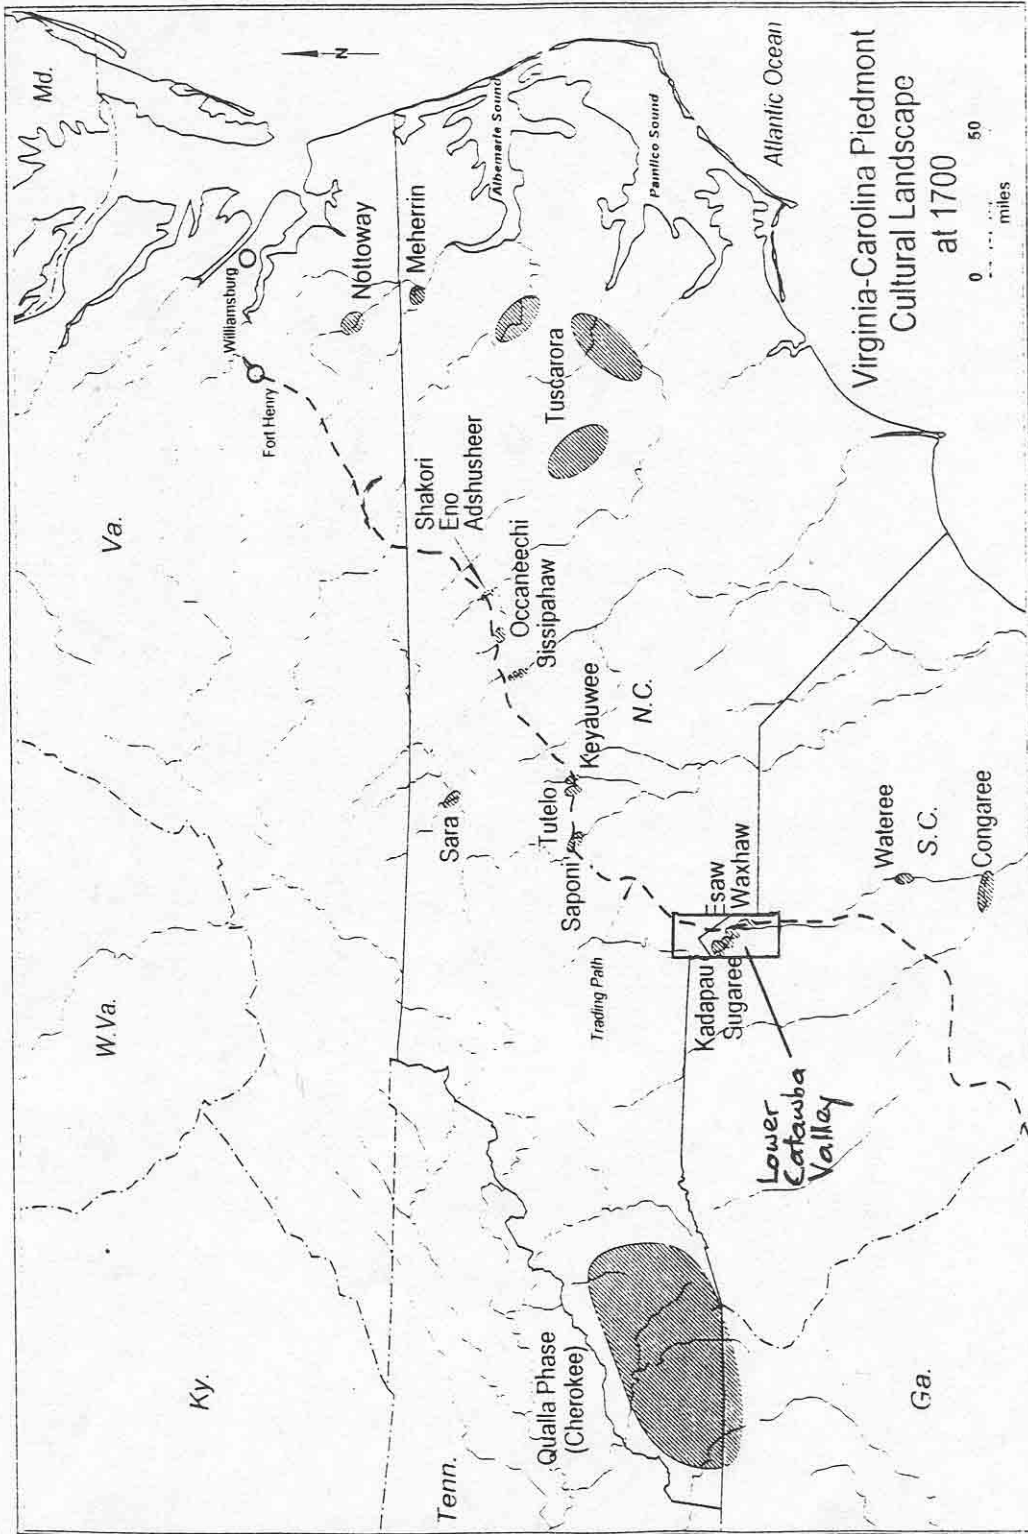 Md.
Va.
W.Va.
Ky.
Tenn.
N
Williamsburg
Fort Henry
Nottoway
Meherrin
Albemarle Sound
Pamlico Sound
Atlantic Ocean
Shakori
Eno
Adshusheer
Occaneechi
Sissipahaw
Tuscarora
Keyauwee
N.C.
Sara
Tutelo
Saponi
Trading Path
Esaw
Waxhaw
Kadapau
Sugaree
Wateree
S.C.
Congaree
Lower
Catawba
Valley
Qualla Phase
(Cherokee)
Ga.
Virginia-Carolina Piedmont
Cultural Landscape
at 1700
0 50
miles